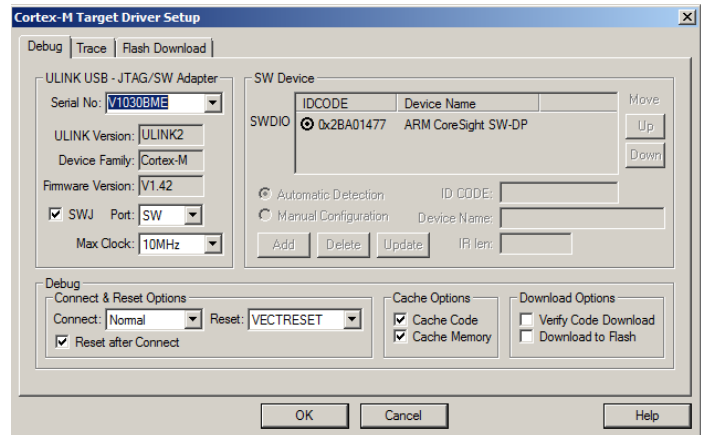 Cortex-M Target Driver Setup
Debug Trace Flash Download
ULINK USB - JTAG/SW Adapter
Serial No: V1030BME
ULINK Version: ULINK2
Device Family: Cortex-M
Firmware Version: V1.42
SWJ Port: SW
Max Clock: 10MHz
SW Device
IDCODE Device Name Move
SWDIO 0x2BA01477 ARM CoreSight SW-DP Up
Down
Automatic Detection ID CODE:
Manual Configuration Device Name:
Add Delete Update IR len:
Debug
Connect & Reset Options
Connect: Normal Reset: VECTRESET
Reset after Connect
Cache Options
Cache Code
Cache Memory
Download Options
Verify Code Download
Download to Flash
OK Cancel Help